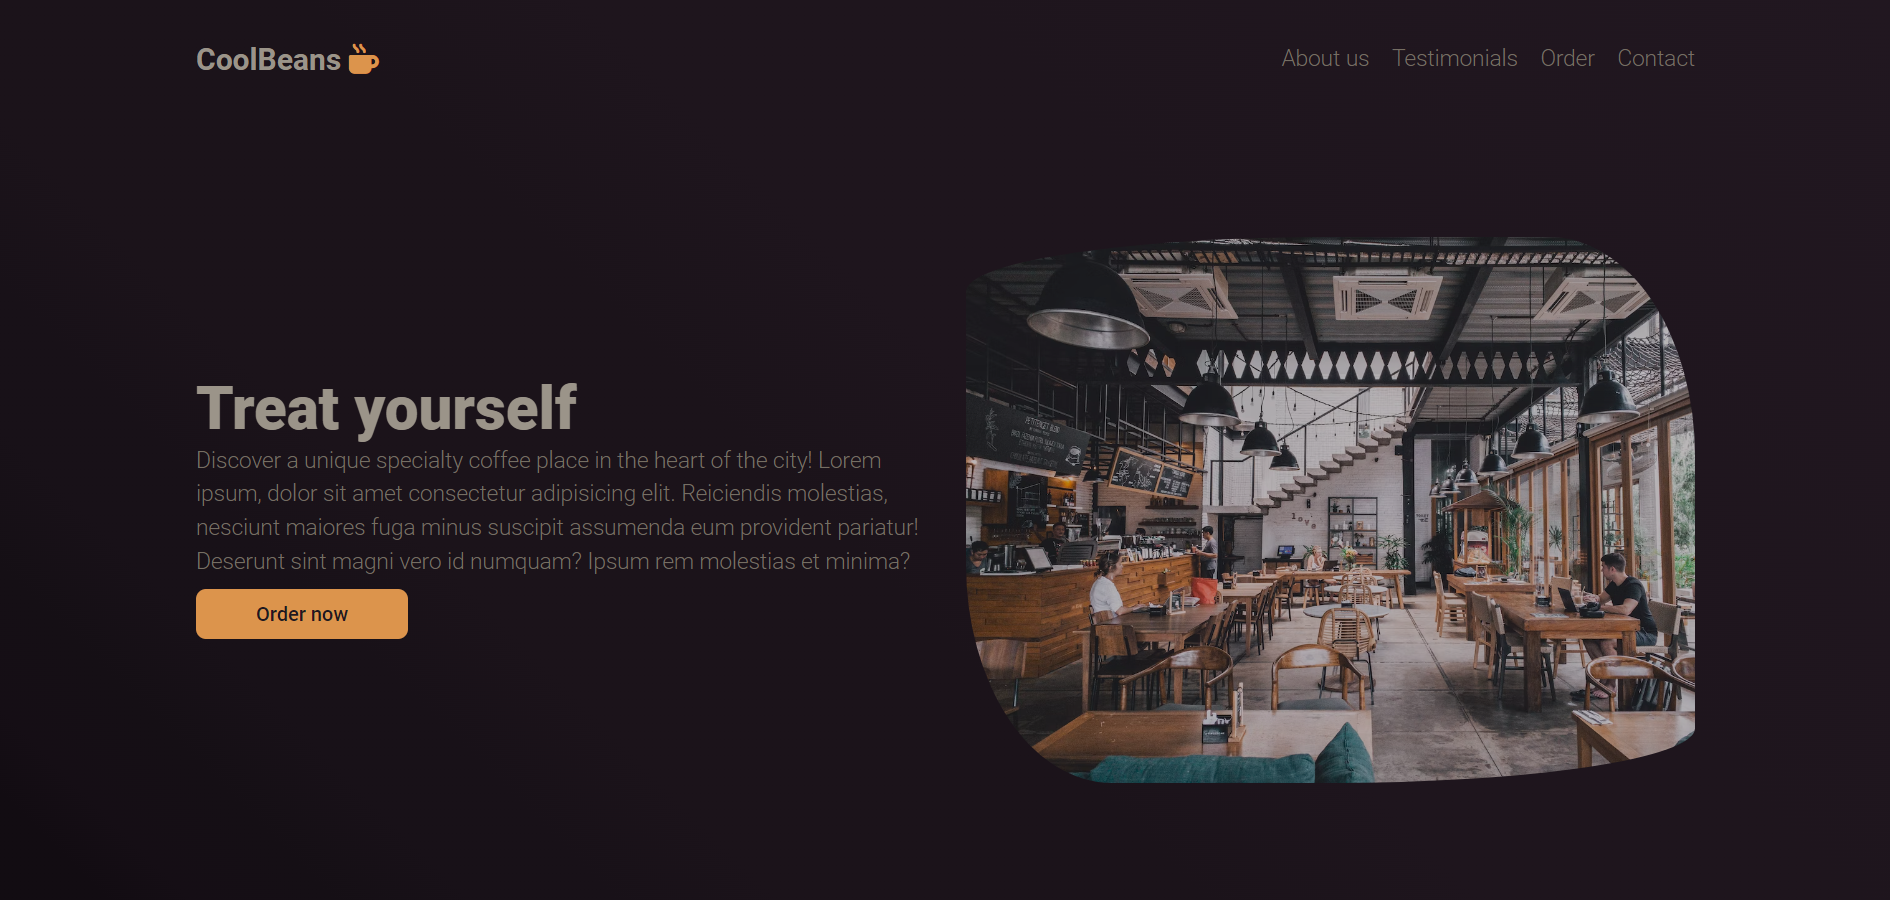 CoolBeans
About us Testimonials Order Contact
Treat yourself
Discover a unique specialty coffee place in the heart of the city! Lorem
ipsum, dolor sit amet consectetur adipisicing elit. Reiciendis molestias,
nesciunt maiores fuga minus suscipit assumenda eum provident pariatur!
Deserunt sint magni vero id numquam? Ipsum rem molestias et minima?
Order now
love